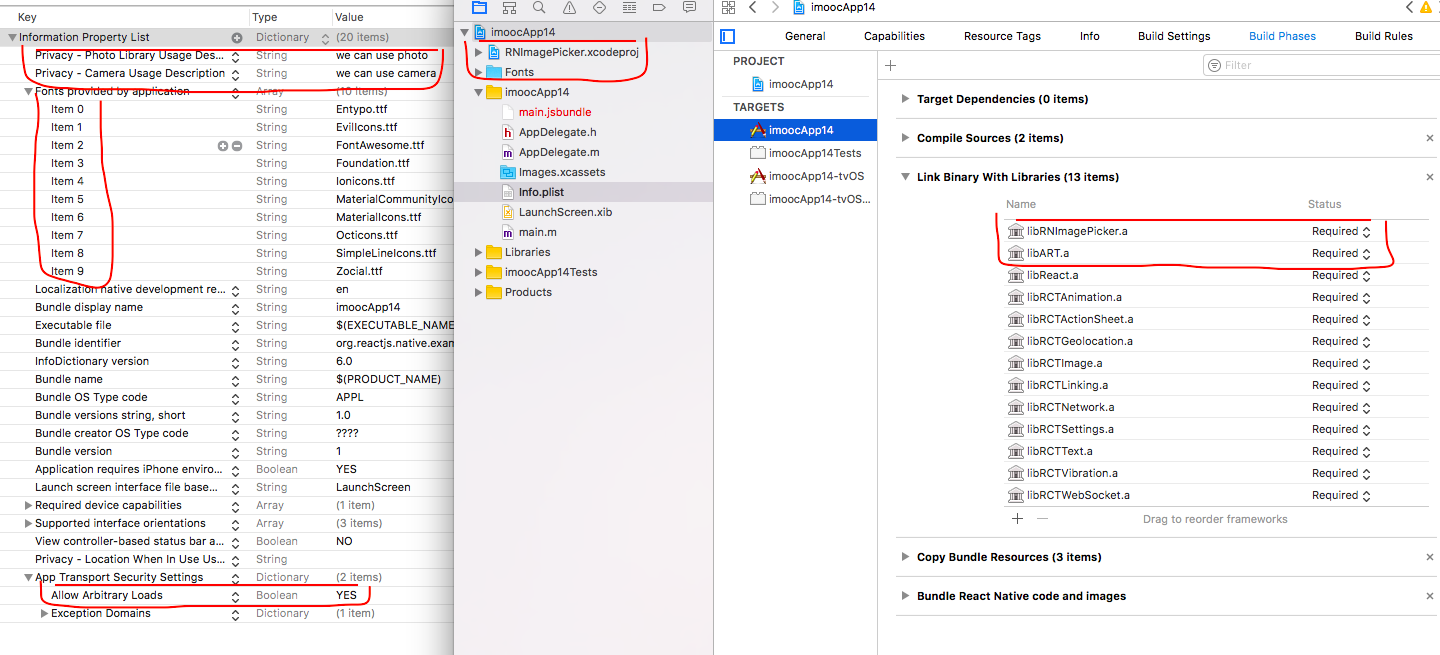 Key Type Value
Information Property List Dictionary (20 items)
Privacy - Photo Library Usage Des... String we can use photo
Privacy - Camera Usage Description String we can use camera
Fonts provided by application Array (10 items)
Item 0 String Entypo.ttf
Item 1 String EvilIcons.ttf
Item 2 String FontAwesome.ttf
Item 3 String Foundation.ttf
Item 4 String Ionicons.ttf
Item 5 String MaterialCommunityIco
Item 6 String MaterialIcons.ttf
Item 7 String Octicons.ttf
Item 8 String SimpleLineIcons.ttf
Item 9 String Zocial.ttf
Localization native development re... String en
Bundle display name String imoocApp14
Executable file String $(EXECUTABLE_NAME
Bundle identifier String org.reactjs.native.exam
InfoDictionary version String 6.0
Bundle name String $(PRODUCT_NAME)
Bundle OS Type code String APPL
Bundle versions string, short String 1.0
Bundle creator OS Type code String ????
Bundle version String 1
Application requires iPhone enviro... Boolean YES
Launch screen interface file base... String LaunchScreen
Required device capabilities Array (1 item)
Supported interface orientations Array (3 items)
View controller-based status bar a... Boolean NO
Privacy - Location When In Use Us... String
App Transport Security Settings Dictionary (2 items)
Allow Arbitrary Loads Boolean YES
Exception Domains Dictionary (1 item)
imoocApp14
RNImagePicker.xcodeproj
Fonts
imoocApp14
main.jsbundle
AppDelegate.h
AppDelegate.m
Images.xcassets
Info.plist
LaunchScreen.xib
main.m
Libraries
imoocApp14Tests
Products
imoocApp14
General Capabilities Resource Tags Info Build Settings Build Phases Build Rules
PROJECT
imoocApp14
TARGETS
imoocApp14
imoocApp14Tests
imoocApp14-tvOS
imoocApp14-tvOS...
Filter
Target Dependencies (0 items)
Compile Sources (2 items)
Link Binary With Libraries (13 items)
Name Status
libRNImagePicker.a Required
libART.a Required
libReact.a Required
libRCTAnimation.a Required
libRCTActionSheet.a Required
libRCTGeolocation.a Required
libRCTImage.a Required
libRCTLinking.a Required
libRCTNetwork.a Required
libRCTSettings.a Required
libRCTText.a Required
libRCTVibration.a Required
libRCTWebSocket.a Required
Drag to reorder frameworks
Copy Bundle Resources (3 items)
Bundle React Native code and images